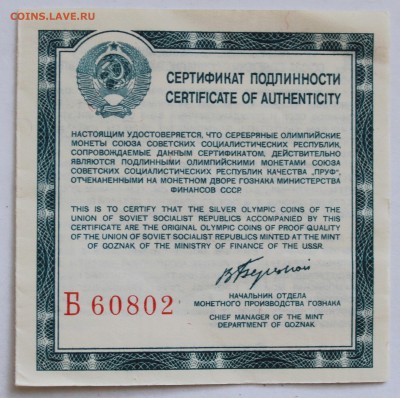 COINS.LAVE.RU
СЕРТИФИКАТ ПОДЛИННОСТИ
CERTIFICATE OF AUTHENTICITY
НАСТОЯЩИМ УДОСТОВЕРЯЕТСЯ, ЧТО СЕРЕБРЯНЫЕ ОЛИМПИЙСКИЕ
МОНЕТЫ СОЮЗА СОВЕТСКИХ СОЦИАЛИСТИЧЕСКИХ РЕСПУБЛИК,
СОПРОВОЖДАЕМЫЕ ДАННЫМ СЕРТИФИКАТОМ, ДЕЙСТВИТЕЛЬНО
ЯВЛЯЮТСЯ ПОДЛИННЫМИ ОЛИМПИЙСКИМИ МОНЕТАМИ СОЮЗА
СОВЕТСКИХ СОЦИАЛИСТИЧЕСКИХ РЕСПУБЛИК КАЧЕСТВА „ПРУФ",
ОТЧЕКАНЕННЫМИ НА МОНЕТНОМ ДВОРЕ ГОЗНАКА МИНИСТЕРСТВА
ФИНАНСОВ СССР.
THIS IS TO CERTIFY THAT THE SILVER OLYMPIC COINS OF THE
UNION OF SOVIET SOCIALIST REPUBLICS ACCOMPANIED BY THIS
CERTIFICATE ARE THE ORIGINAL OLYMPIC COINS OF PROOF QUALITY
OF THE UNION OF SOVIET SOCIALIST REPUBLICS MINTED AT THE MINT
OF GOZNAK OF THE MINISTRY OF FINANCE OF THE USSR.
Б 60802
НАЧАЛЬНИК ОТДЕЛА
МОНЕТНОГО ПРОИЗВОДСТВА ГОЗНАКА
CHIEF MANAGER OF THE MINT
DEPARTMENT OF GOZNAK